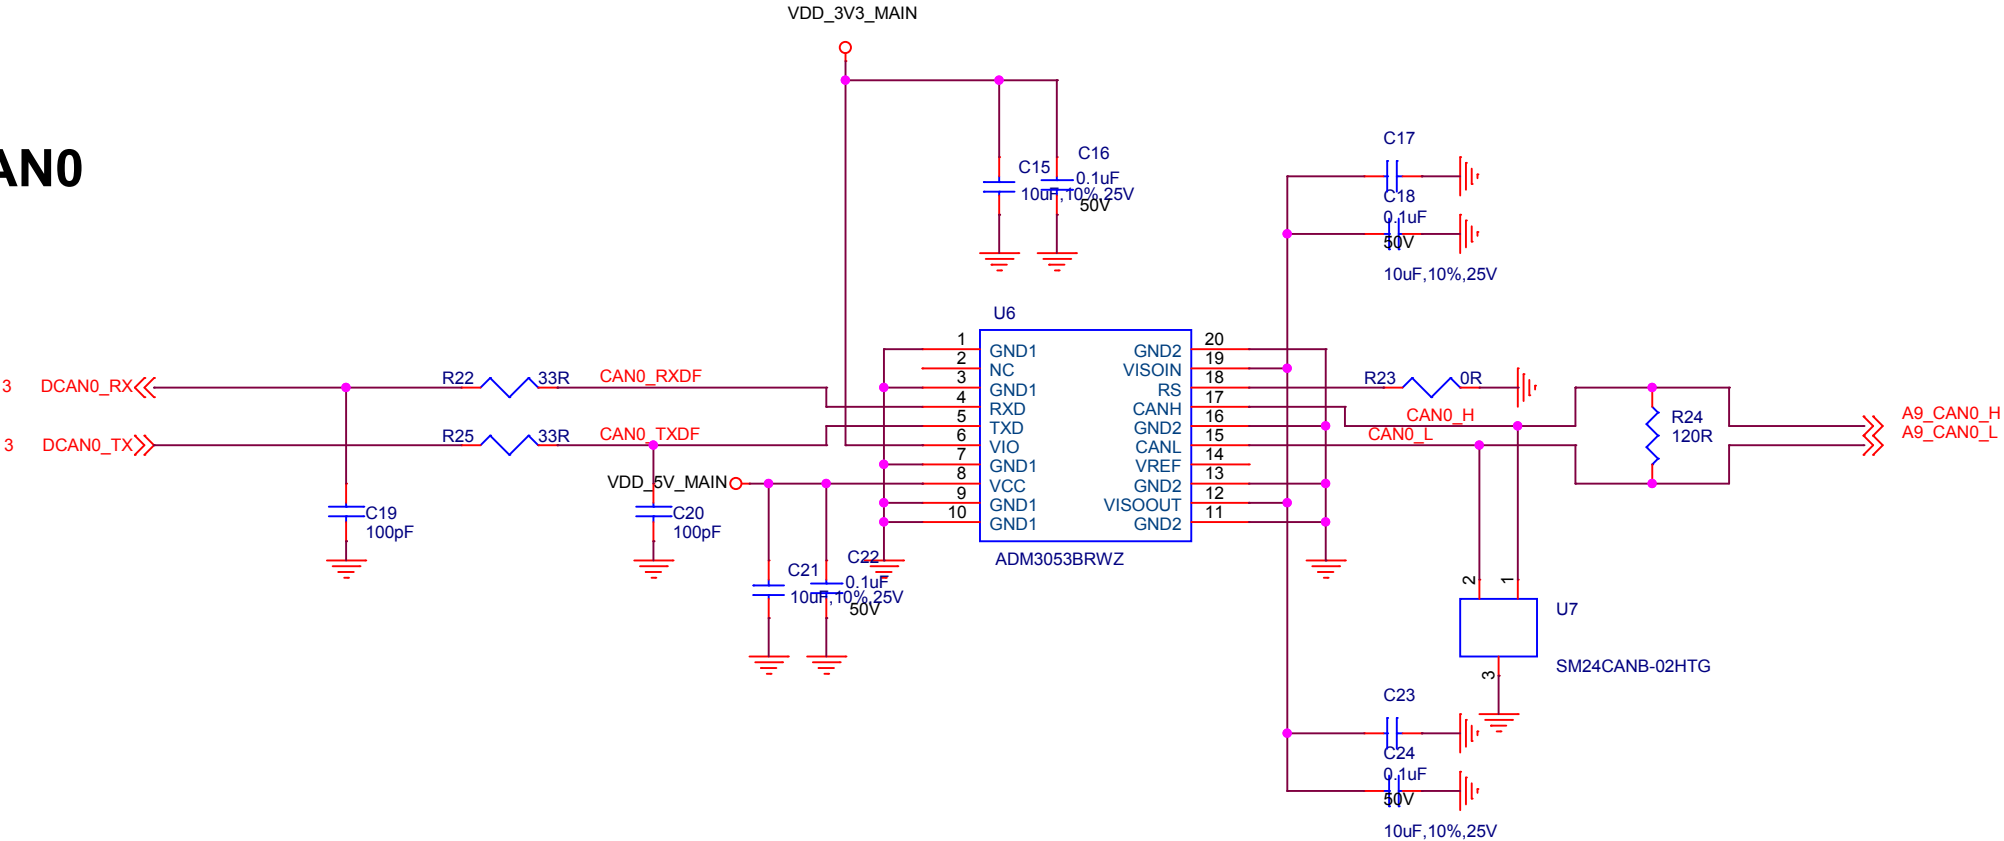 VDD_3V3_MAIN
AN0
C15
10uF,10%,25V
C16
0.1uF
50V
C17
C18
0.1uF
50V
10uF,10%,25V
U6
1
2
3
4
5
6
7
8
9
10
GND1
NC
GND1
RXD
TXD
VIO
GND1
VCC
GND1
GND1
GND2
VISOIN
RS
CANH
GND2
CANL
VREF
GND2
VISOOUT
GND2
20
19
18
17
16
15
14
13
12
11
ADM3053BRWZ
3 DCAN0_RX
R22 33R
CAN0_RXDF
3 DCAN0_TX
R25 33R
CAN0_TXDF
VDD_5V_MAIN
C19
100pF
C20
100pF
C21
10uF,10%,25V
C22
0.1uF
50V
R23 0R
CAN0_H
CAN0_L
R24
120R
A9_CAN0_H
A9_CAN0_L
2
1
3
U7
SM24CANB-02HTG
C23
C24
0.1uF
50V
10uF,10%,25V